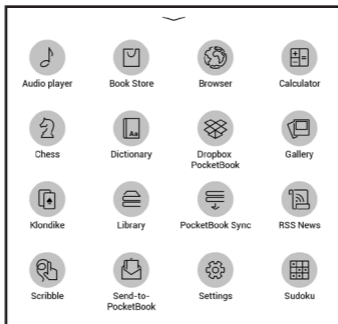 Audio player Book Store Browser Calculator
Chess Dictionary Dropbox PocketBook Gallery
Klondike Library PocketBook Sync RSS News
Scribble Send-to-PocketBook Settings Sudoku